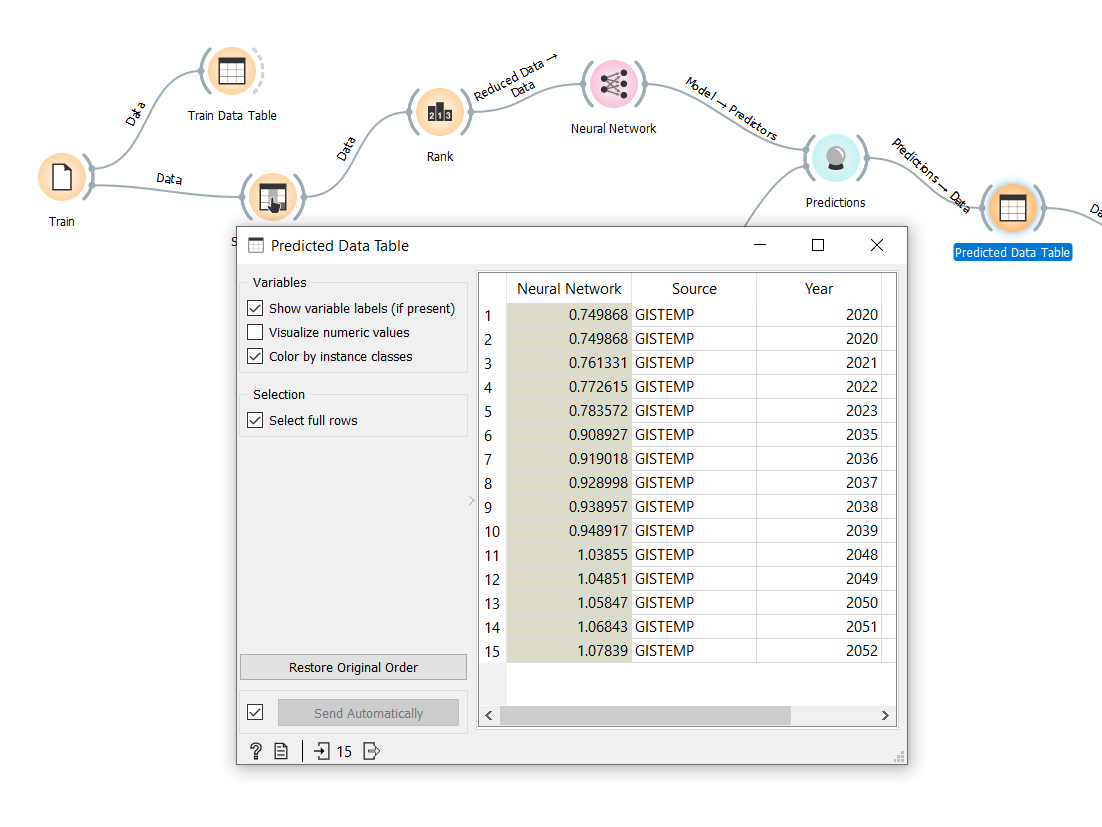 Data
Train Data Table
Data
Train
Data
Rank
Reduced Data → Data
Neural Network
Model → Predictors
Predictions
Predictions → Data
Predicted Data Table
S
Predicted Data Table
Variables
Show variable labels (if present)
Visualize numeric values
Color by instance classes
Selection
Select full rows
Restore Original Order
Send Automatically
15
Neural Network Source Year
1 0.749868 GISTEMP 2020
2 0.749868 GISTEMP 2020
3 0.761331 GISTEMP 2021
4 0.772615 GISTEMP 2022
5 0.783572 GISTEMP 2023
6 0.908927 GISTEMP 2035
7 0.919018 GISTEMP 2036
8 0.928998 GISTEMP 2037
9 0.938957 GISTEMP 2038
10 0.948917 GISTEMP 2039
11 1.03855 GISTEMP 2048
12 1.04851 GISTEMP 2049
13 1.05847 GISTEMP 2050
14 1.06843 GISTEMP 2051
15 1.07839 GISTEMP 2052